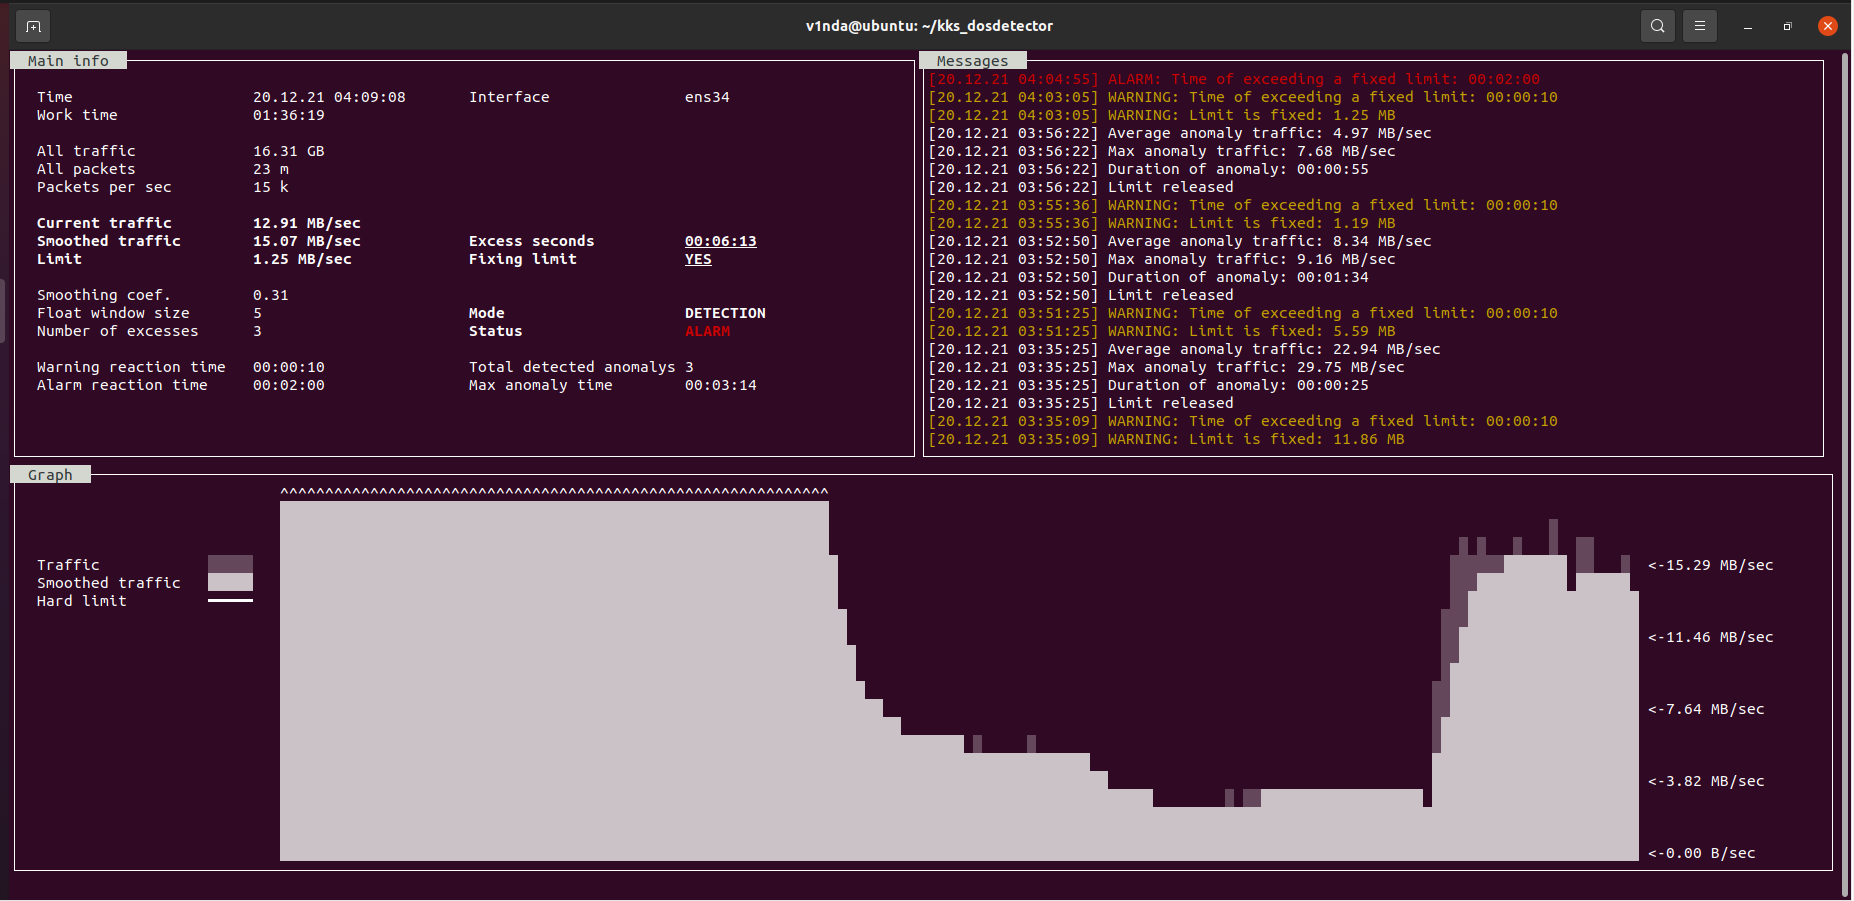 v1nda@ubuntu: ~/kks_dosdetector
Main info
Time 20.12.21 04:09:08 Interface ens34
Work time 01:36:19
All traffic 16.31 GB
All packets 23 m
Packets per sec 15 k
Current traffic 12.91 MB/sec
Smoothed traffic 15.07 MB/sec Excess seconds 00:06:13
Limit 1.25 MB/sec Fixing limit YES
Smoothing coef. 0.31
Float window size 5 Mode DETECTION
Number of excesses 3 Status ALARM
Warning reaction time 00:00:10 Total detected anomalys 3
Alarm reaction time 00:02:00 Max anomaly time 00:03:14
Messages
[20.12.21 04:04:55] ALARM: Time of exceeding a fixed limit: 00:02:00
[20.12.21 04:03:05] WARNING: Time of exceeding a fixed limit: 00:00:10
[20.12.21 04:03:05] WARNING: Limit is fixed: 1.25 MB
[20.12.21 03:56:22] Average anomaly traffic: 4.97 MB/sec
[20.12.21 03:56:22] Max anomaly traffic: 7.68 MB/sec
[20.12.21 03:56:22] Duration of anomaly: 00:00:55
[20.12.21 03:56:22] Limit released
[20.12.21 03:55:36] WARNING: Time of exceeding a fixed limit: 00:00:10
[20.12.21 03:55:36] WARNING: Limit is fixed: 1.19 MB
[20.12.21 03:52:50] Average anomaly traffic: 8.34 MB/sec
[20.12.21 03:52:50] Max anomaly traffic: 9.16 MB/sec
[20.12.21 03:52:50] Duration of anomaly: 00:01:34
[20.12.21 03:52:50] Limit released
[20.12.21 03:51:25] WARNING: Time of exceeding a fixed limit: 00:00:10
[20.12.21 03:51:25] WARNING: Limit is fixed: 5.59 MB
[20.12.21 03:35:25] Average anomaly traffic: 22.94 MB/sec
[20.12.21 03:35:25] Max anomaly traffic: 29.75 MB/sec
[20.12.21 03:35:25] Duration of anomaly: 00:00:25
[20.12.21 03:35:25] Limit released
[20.12.21 03:35:09] WARNING: Time of exceeding a fixed limit: 00:00:10
[20.12.21 03:35:09] WARNING: Limit is fixed: 11.86 MB
Graph
^^^^^^^^^^^^^^^^^^^^^^^^^^^^^^^^^^^^^^^^^^^^^^^^^^^^^^^^^^^^^
Traffic
Smoothed traffic
Hard limit
<-15.29 MB/sec
<-11.46 MB/sec
<-7.64 MB/sec
<-3.82 MB/sec
<-0.00 B/sec